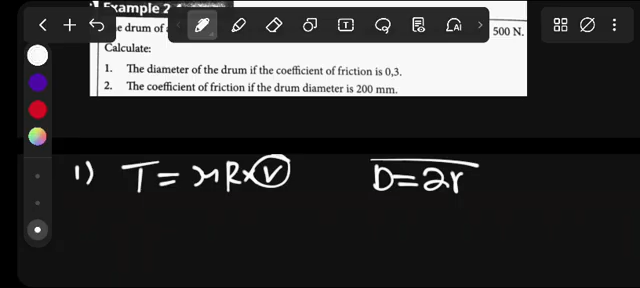 Example 2
e drum of a
500 N.
Calculate:
1. The diameter of the drum if the coefficient of friction is 0,3.
2. The coefficient of friction if the drum diameter is 200 mm.
1) T = μR×r D=2r